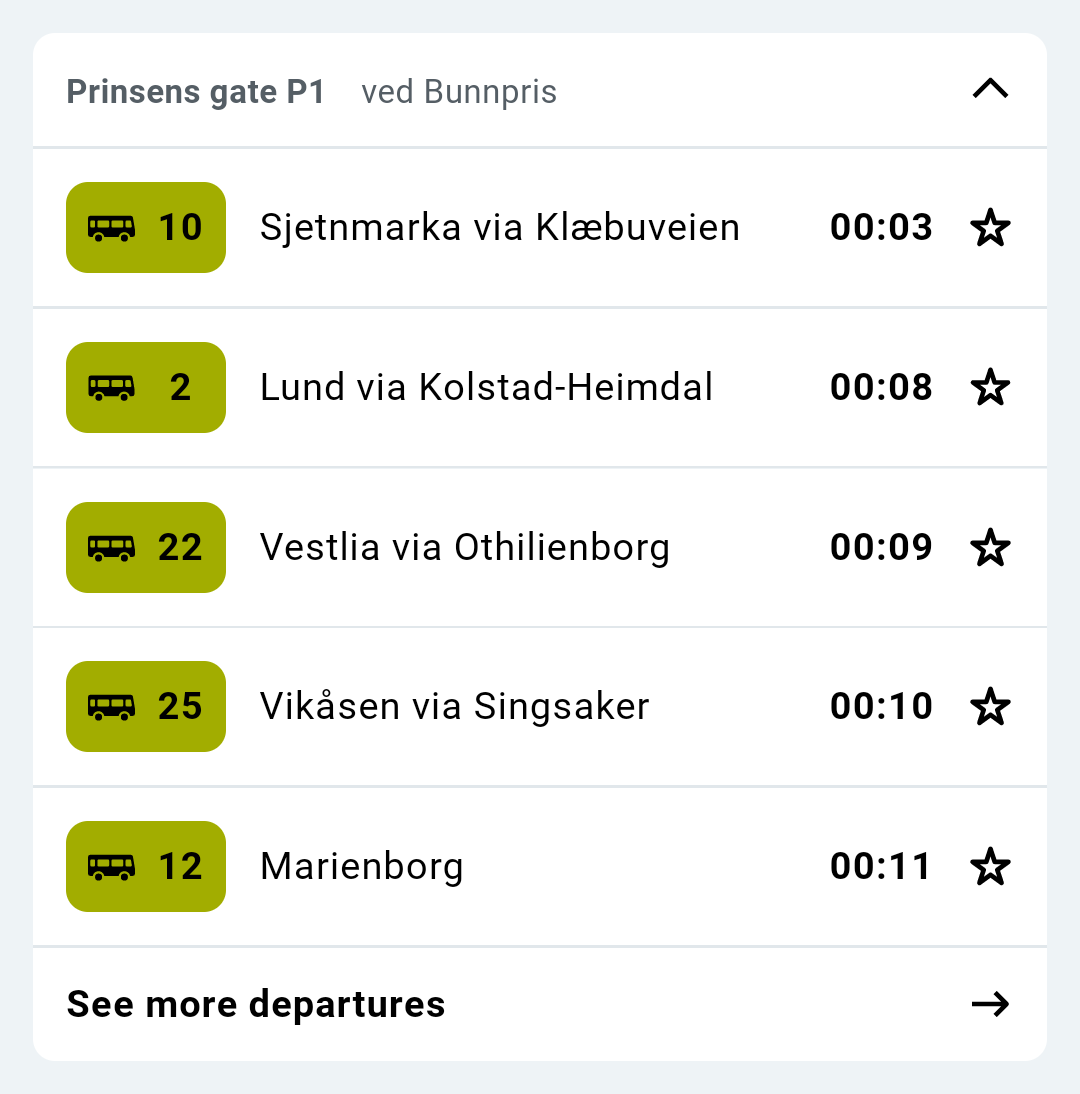 Prinsens gate P1 ved Bunnpris
10 Sjetnmarka via Klæbuveien 00:03
2 Lund via Kolstad-Heimdal 00:08
22 Vestlia via Othilienborg 00:09
25 Vikåsen via Singsaker 00:10
12 Marienborg 00:11
See more departures